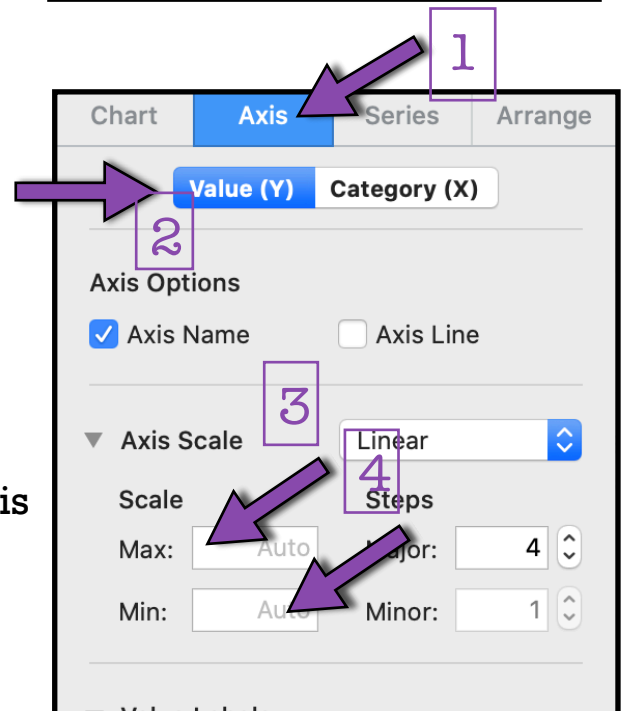 1
Chart Axis Series Arrange
Value (Y) Category (X)
2
Axis Options
Axis Name Axis Line
3
Axis Scale Linear
4
is
Scale Steps
Max: Auto Major: 4
Min: Auto Minor: 1